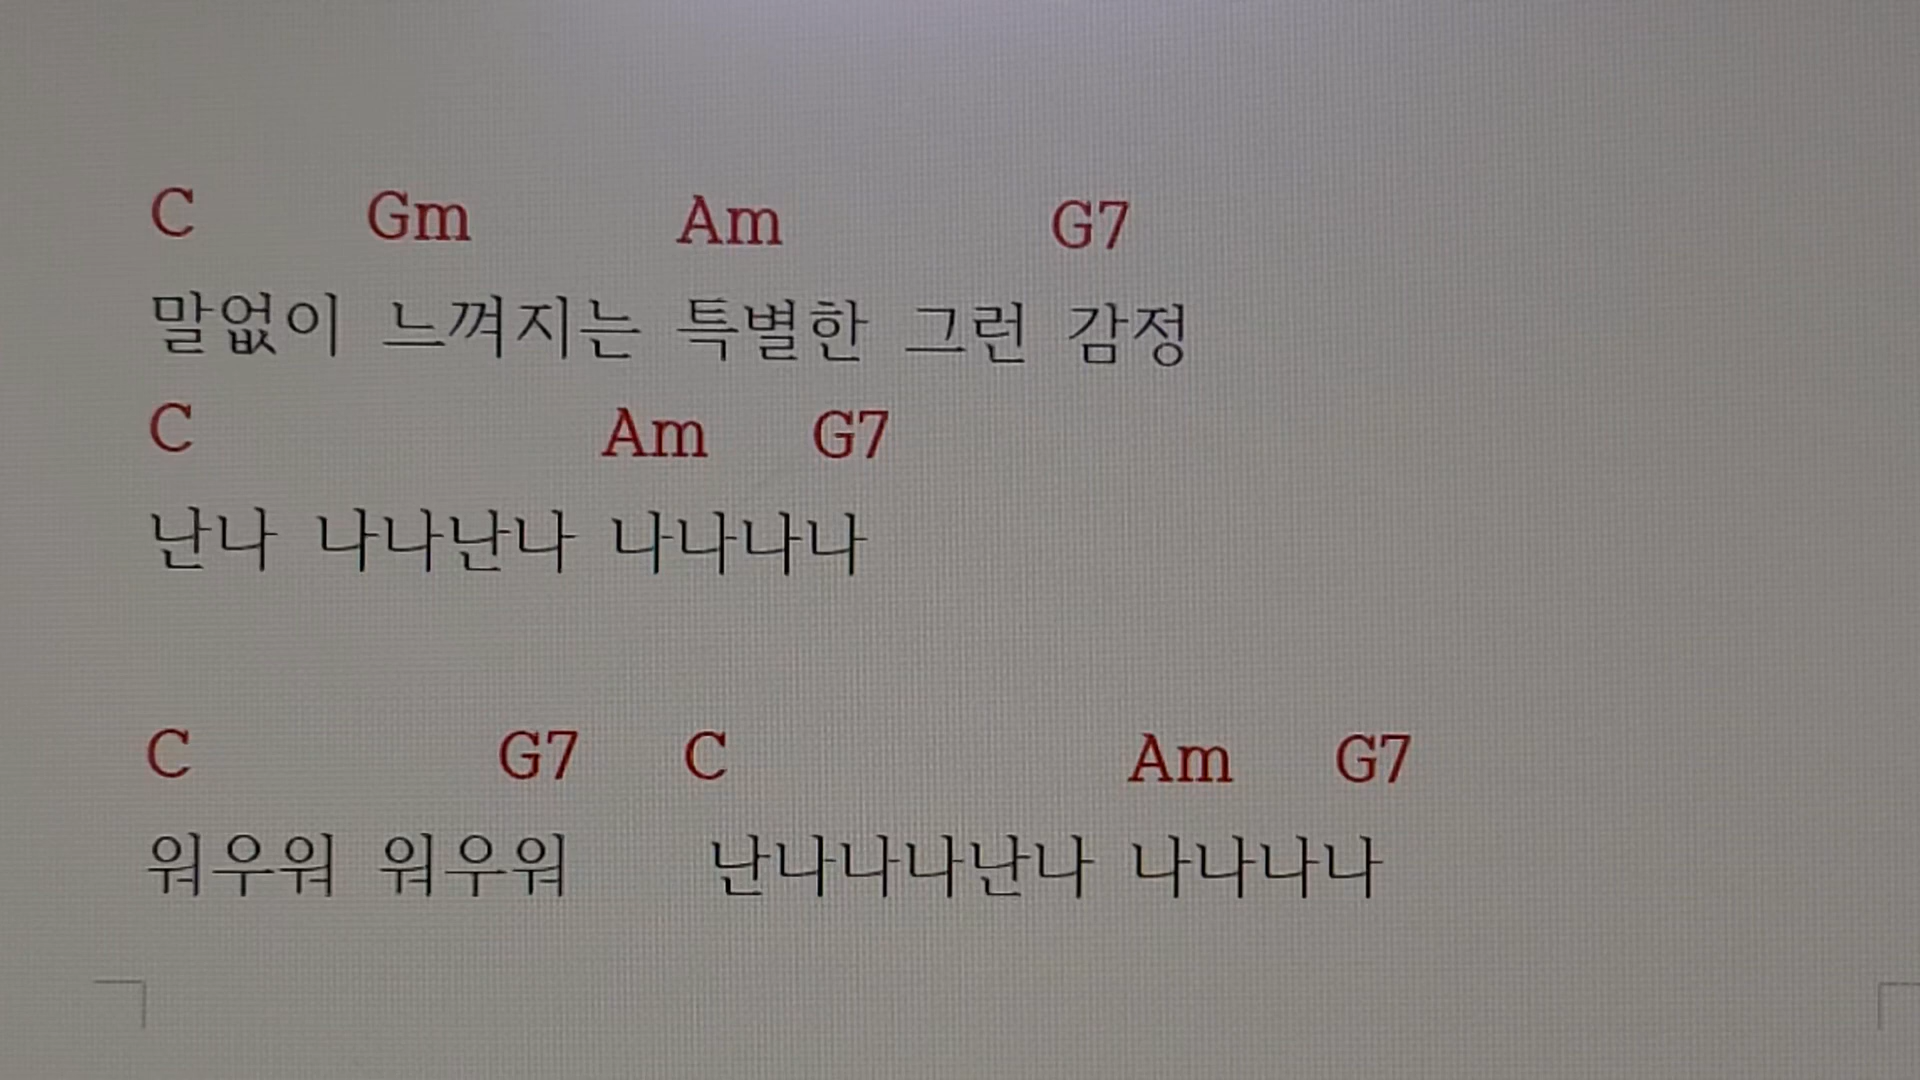 C Gm Am G7
말없이 느껴지는 특별한 그런 감정
C Am G7
난나 나나난나 나나나나
C G7 C Am G7
워우워 워우워 난나나나난나 나나나나